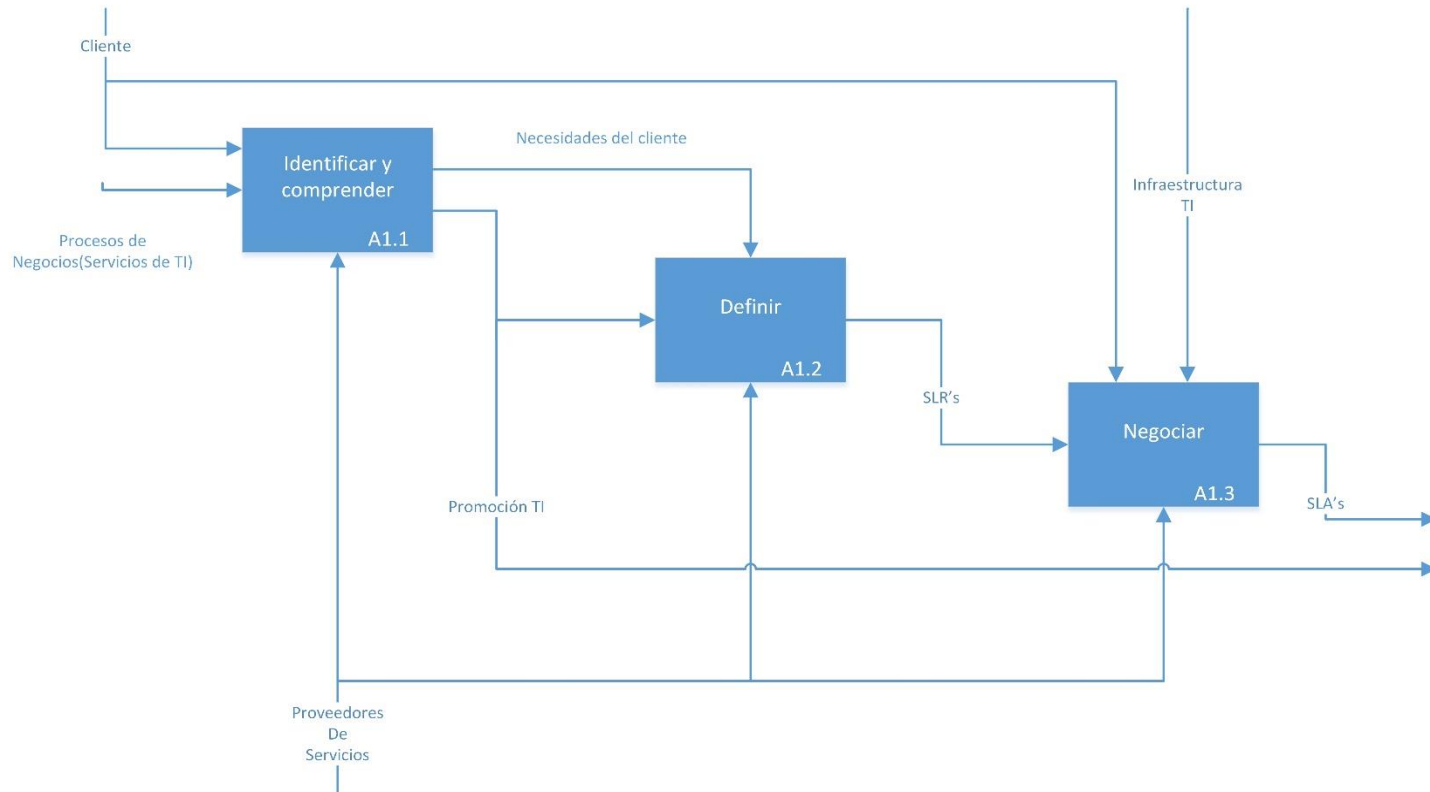 Cliente
Identificar y
comprender
A1.1
Necesidades del cliente
Infraestructura
TI
Procesos de
Negocios(Servicios de TI)
Definir
A1.2
SLR's
Negociar
A1.3
Promoción TI
SLA's
Proveedores
De
Servicios